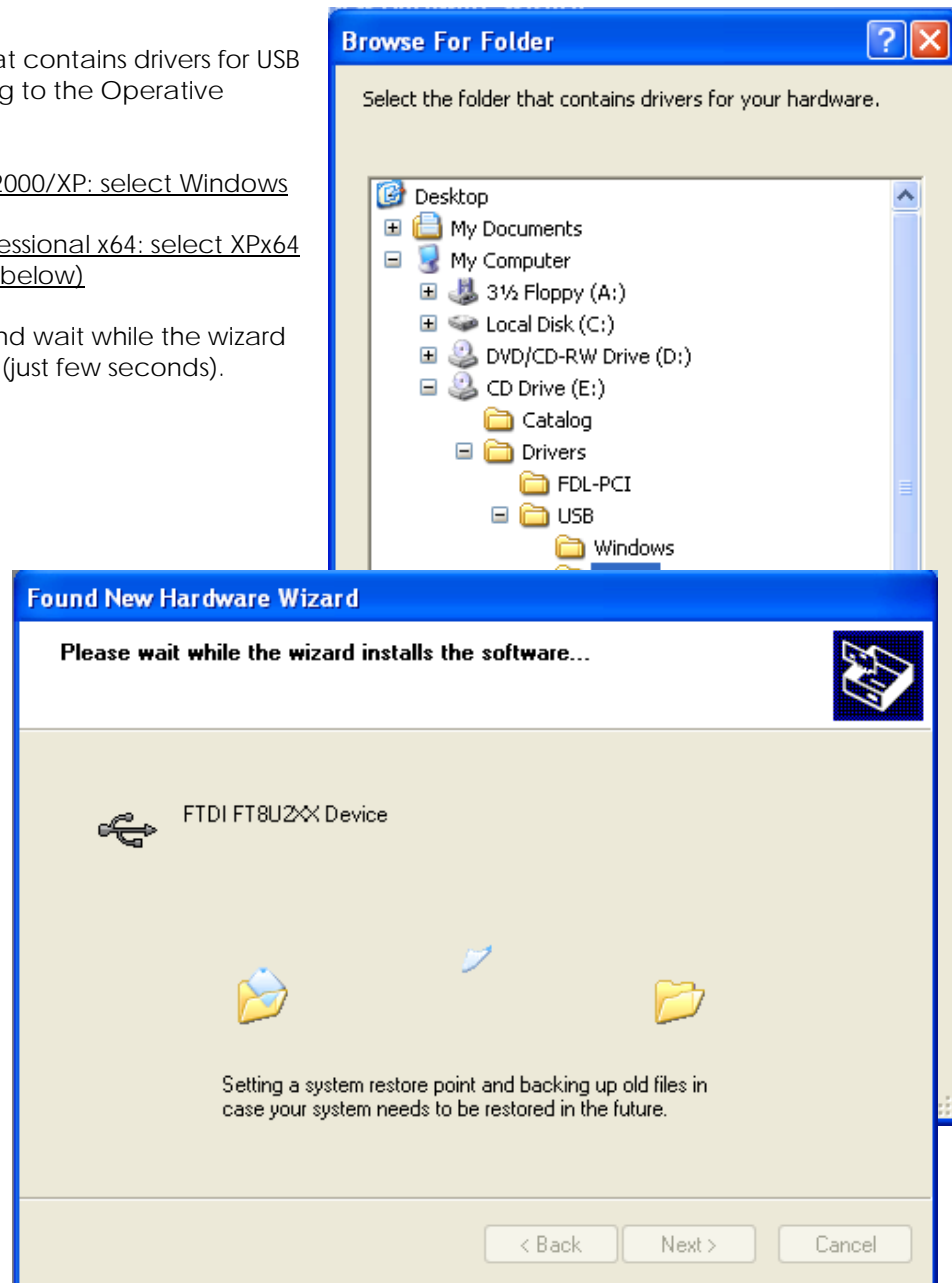 at contains drivers for USB
g to the Operative
2000/XP: select Windows
essional x64: select XPx64
below)
nd wait while the wizard
(just few seconds).
Browse For Folder
Select the folder that contains drivers for your hardware.
Desktop
My Documents
My Computer
3½ Floppy (A:)
Local Disk (C:)
DVD/CD-RW Drive (D:)
CD Drive (E:)
Catalog
Drivers
FDL-PCI
USB
Windows
Found New Hardware Wizard
Please wait while the wizard installs the software...
FTDI FT8U2XX Device
Setting a system restore point and backing up old files in
case your system needs to be restored in the future.
< Back Next > Cancel